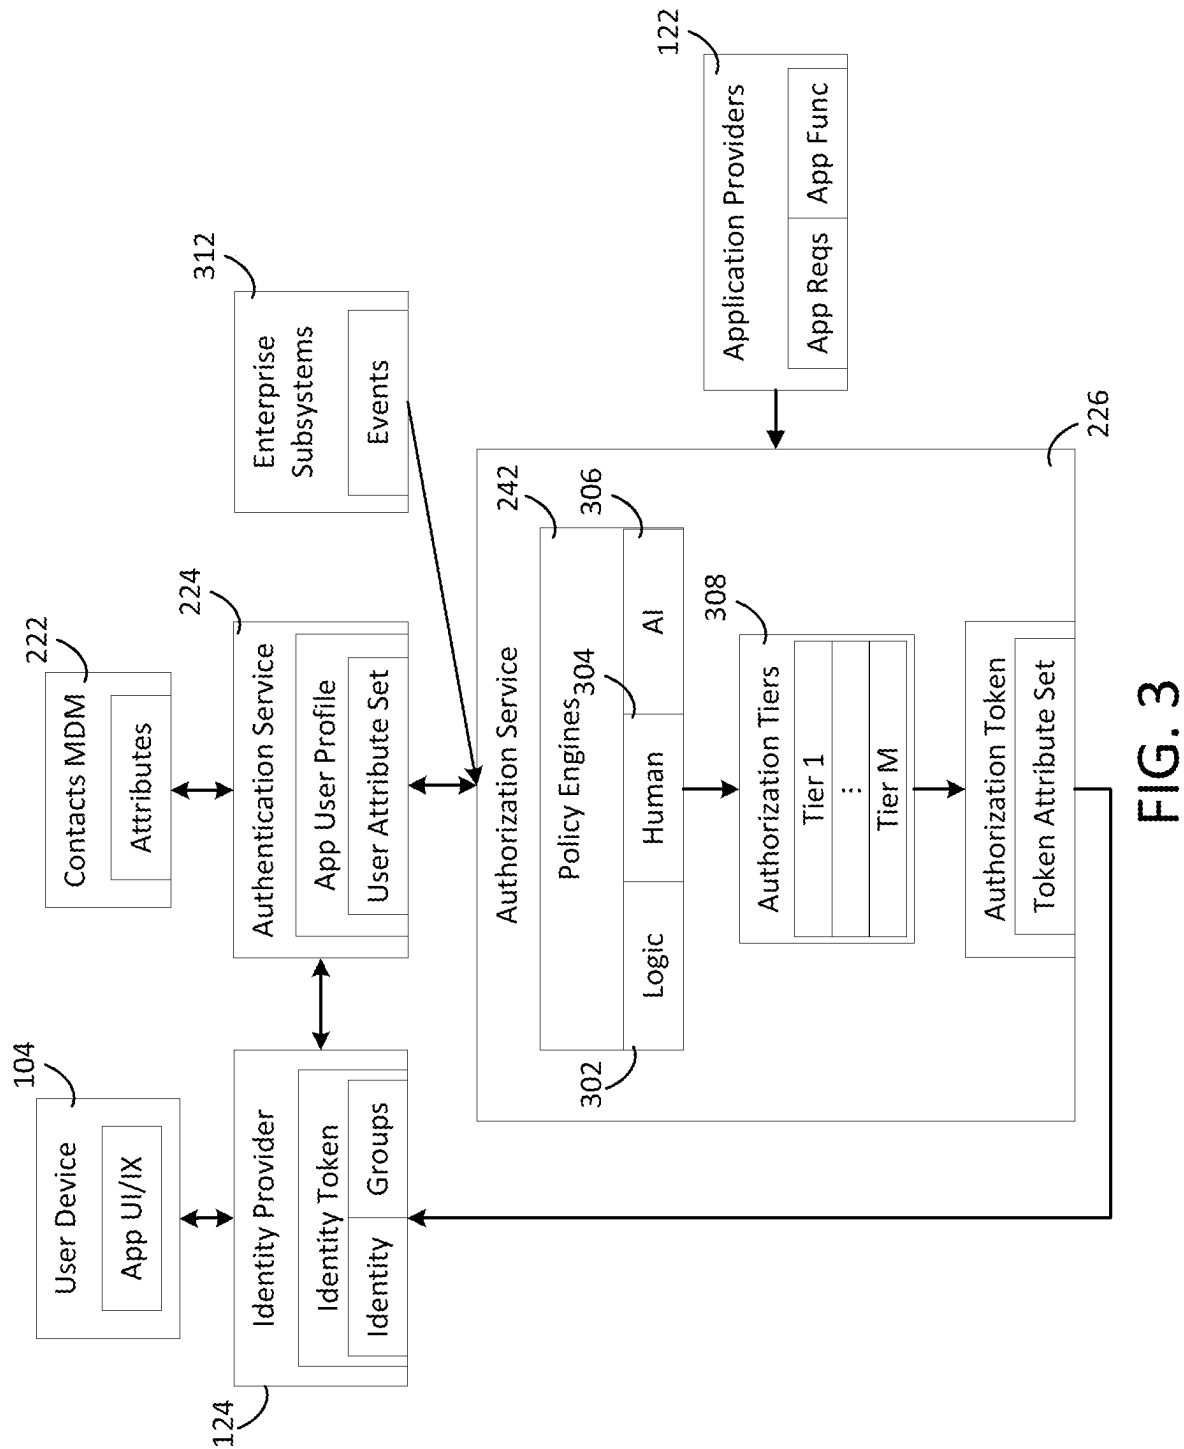 104
User Device
App UI/IX
222
Contacts MDM
Attributes
124
Identity Provider
Identity Token
Identity
Groups
224
Authentication Service
App User Profile
User Attribute Set
312
Enterprise
Subsystems
Events
Authorization Service
242
Policy Engines
302
Logic
304
Human
306
AI
122
Application Providers
App Reqs
App Func
308
Authorization Tiers
Tier 1
...
Tier M
226
Authorization Token
Token Attribute Set
FIG. 3